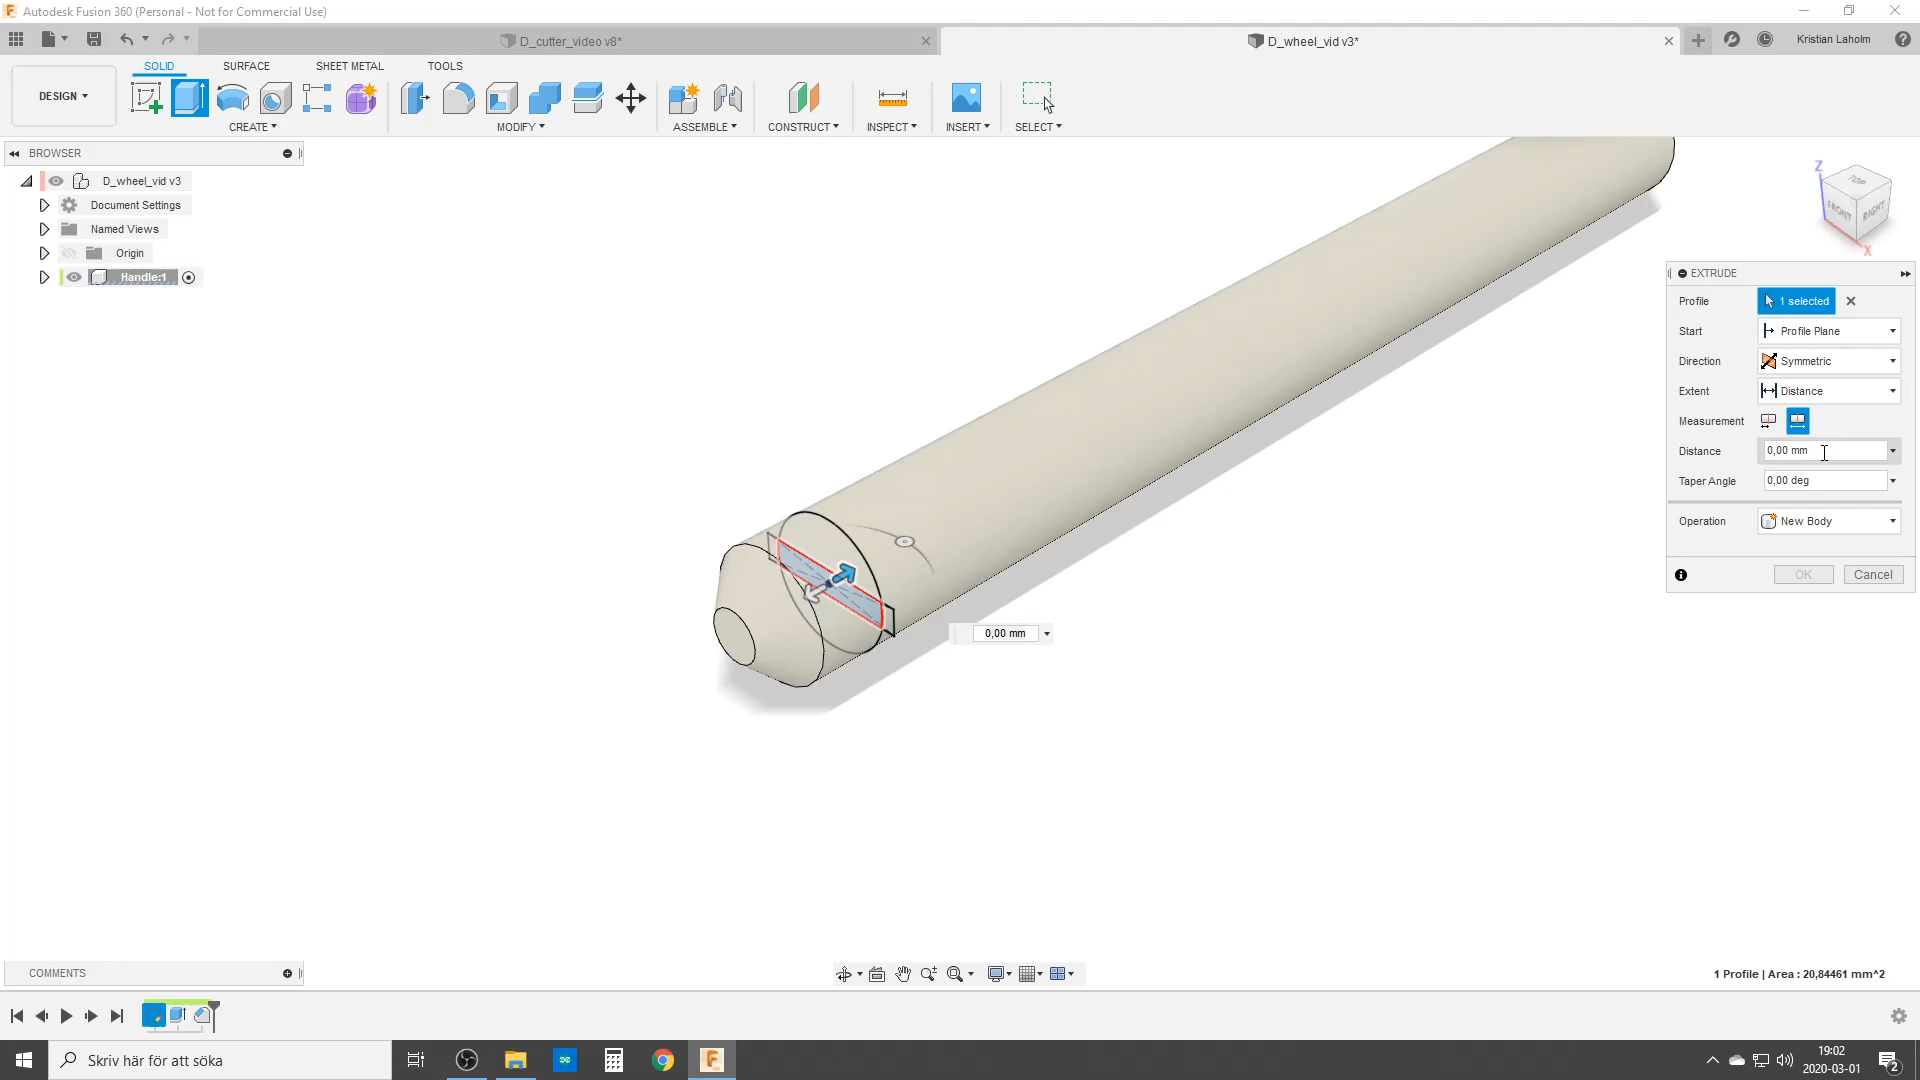 Autodesk Fusion 360 (Personal - Not for Commercial Use)
D_cutter_video v8*
D_wheel_vid v3*
Kristian Laholm
DESIGN
SOLID
SURFACE
SHEET METAL
TOOLS
CREATE
MODIFY
ASSEMBLE
CONSTRUCT
INSPECT
INSERT
SELECT
BROWSER
D_wheel_vid v3
Document Settings
Named Views
Origin
Handle:1
Z
TOP
FRONT
RIGHT
X
EXTRUDE
Profile
1 selected
Start
Profile Plane
Direction
Symmetric
Extent
Distance
Measurement
Distance
0,00 mm
Taper Angle
0,00 deg
Operation
New Body
OK
Cancel
0,00 mm
COMMENTS
1 Profile | Area : 20,84461 mm^2
Skriv här för att söka
19:02
2020-03-01
2